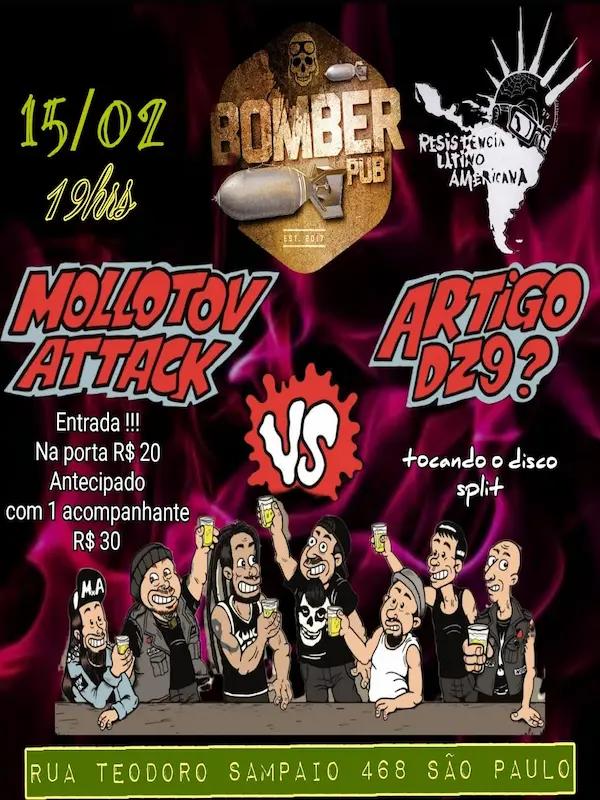 15/02
19hrs
BOMBER
PUB
EST. 2017
RESISTÊNCIA
LATINO
AMERICANA
MOLLOTOV
ATTACK
VS
ARTIGO
DZ9?
Entrada !!!
Na porta R$ 20
Antecipado
com 1 acompanhante
R$ 30
tocando o disco
split
M.A
RUA TEODORO SAMPAIO 468 SÃO PAULO